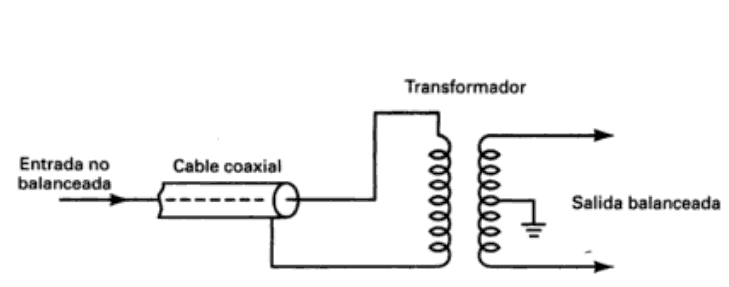 Transformador
Entrada no
balanceada
Cable coaxial
Salida balanceada